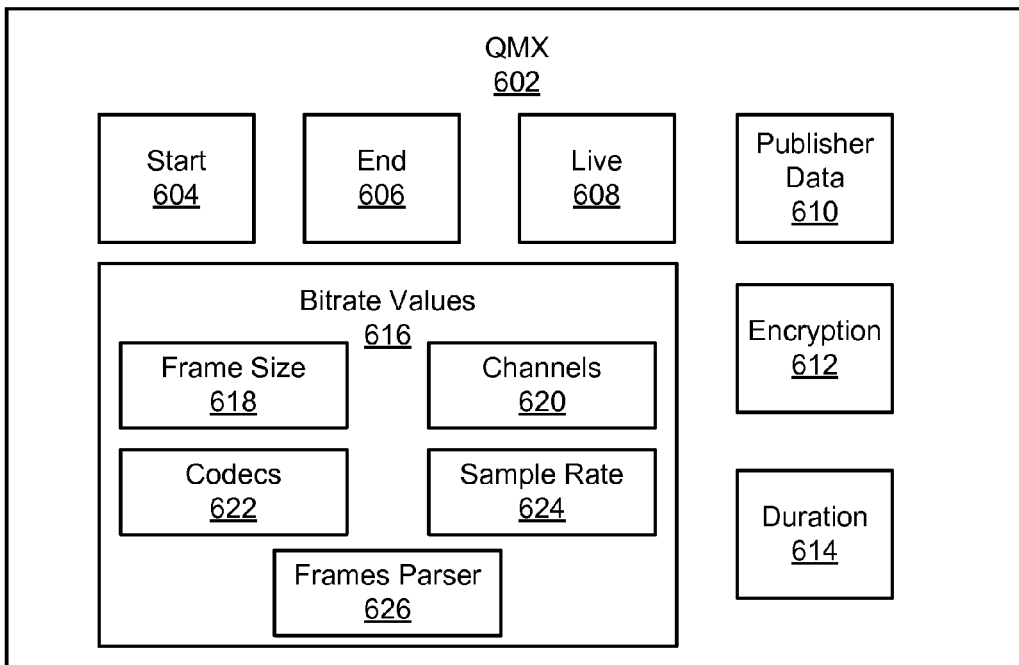 QMX
602
Start
604
End
606
Live
608
Publisher
Data
610
Bitrate Values
616
Frame Size
618
Channels
620
Codecs
622
Sample Rate
624
Frames Parser
626
Encryption
612
Duration
614